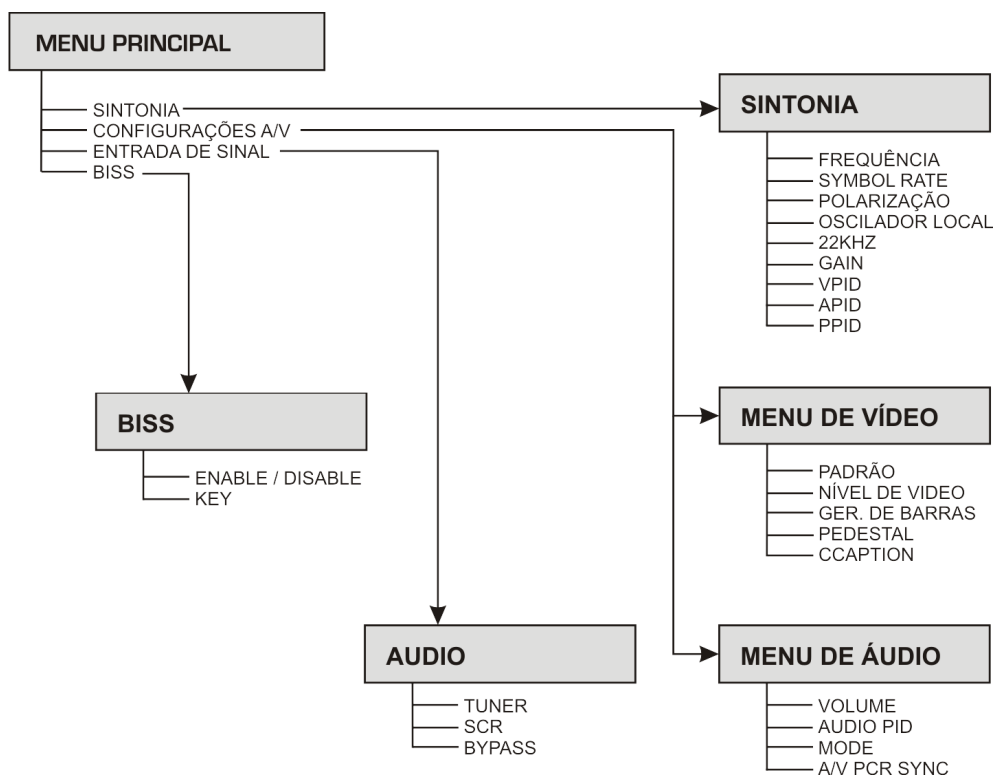 MENU PRINCIPAL
SINTONIA
CONFIGURAÇÕES A/V
ENTRADA DE SINAL
BISS
SINTONIA
FREQUÊNCIA
SYMBOL RATE
POLARIZAÇÃO
OSCILADOR LOCAL
22KHZ
GAIN
VPID
APID
PPID
BISS
ENABLE / DISABLE
KEY
MENU DE VÍDEO
PADRÃO
NÍVEL DE VIDEO
GER. DE BARRAS
PEDESTAL
CCAPTION
AUDIO
TUNER
SCR
BYPASS
MENU DE ÁUDIO
VOLUME
AUDIO PID
MODE
A/V PCR SYNC